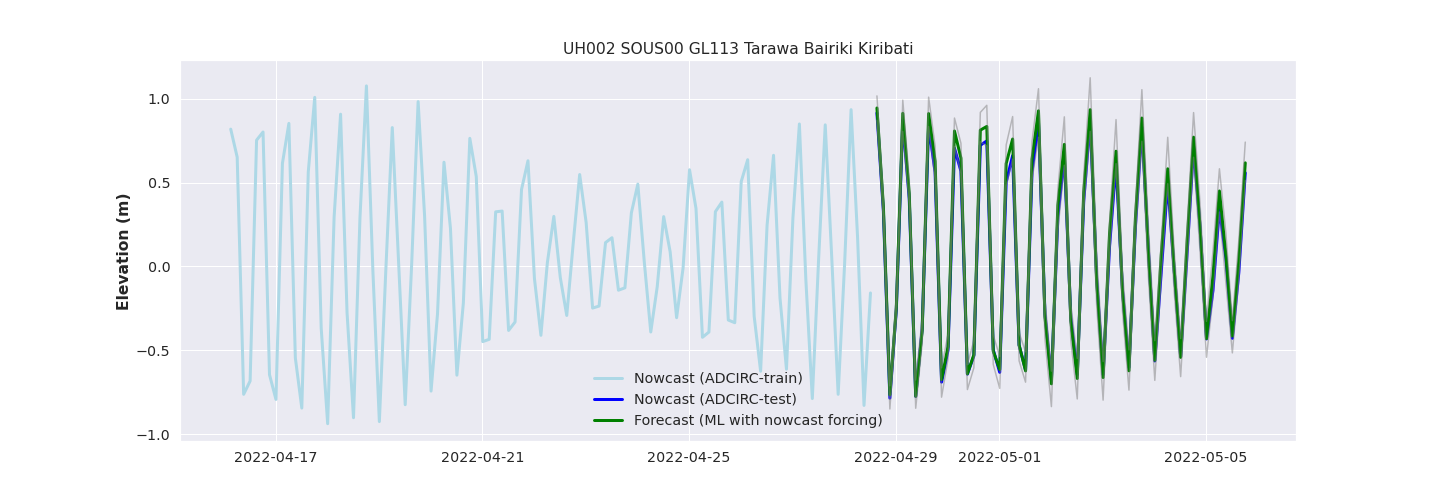 UH002 SOUS00 GL113 Tarawa Bairiki Kiribati
Elevation (m)
1.0
0.5
0.0
−0.5
−1.0
Nowcast (ADCIRC-train)
Nowcast (ADCIRC-test)
Forecast (ML with nowcast forcing)
2022-04-17 2022-04-21 2022-04-25 2022-04-29 2022-05-01 2022-05-05